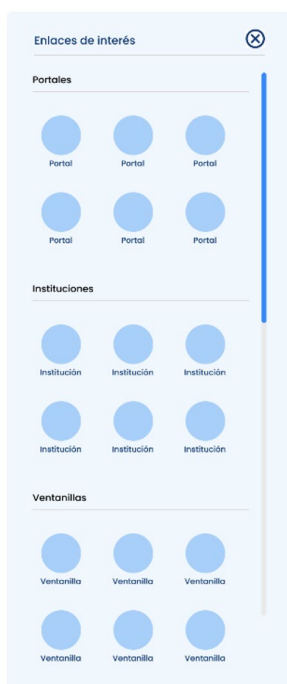 Enlaces de interés
Portales
Portal Portal Portal
Portal Portal Portal
Instituciones
Institución Institución Institución
Institución Institución Institución
Ventanillas
Ventanilla Ventanilla Ventanilla
Ventanilla Ventanilla Ventanilla